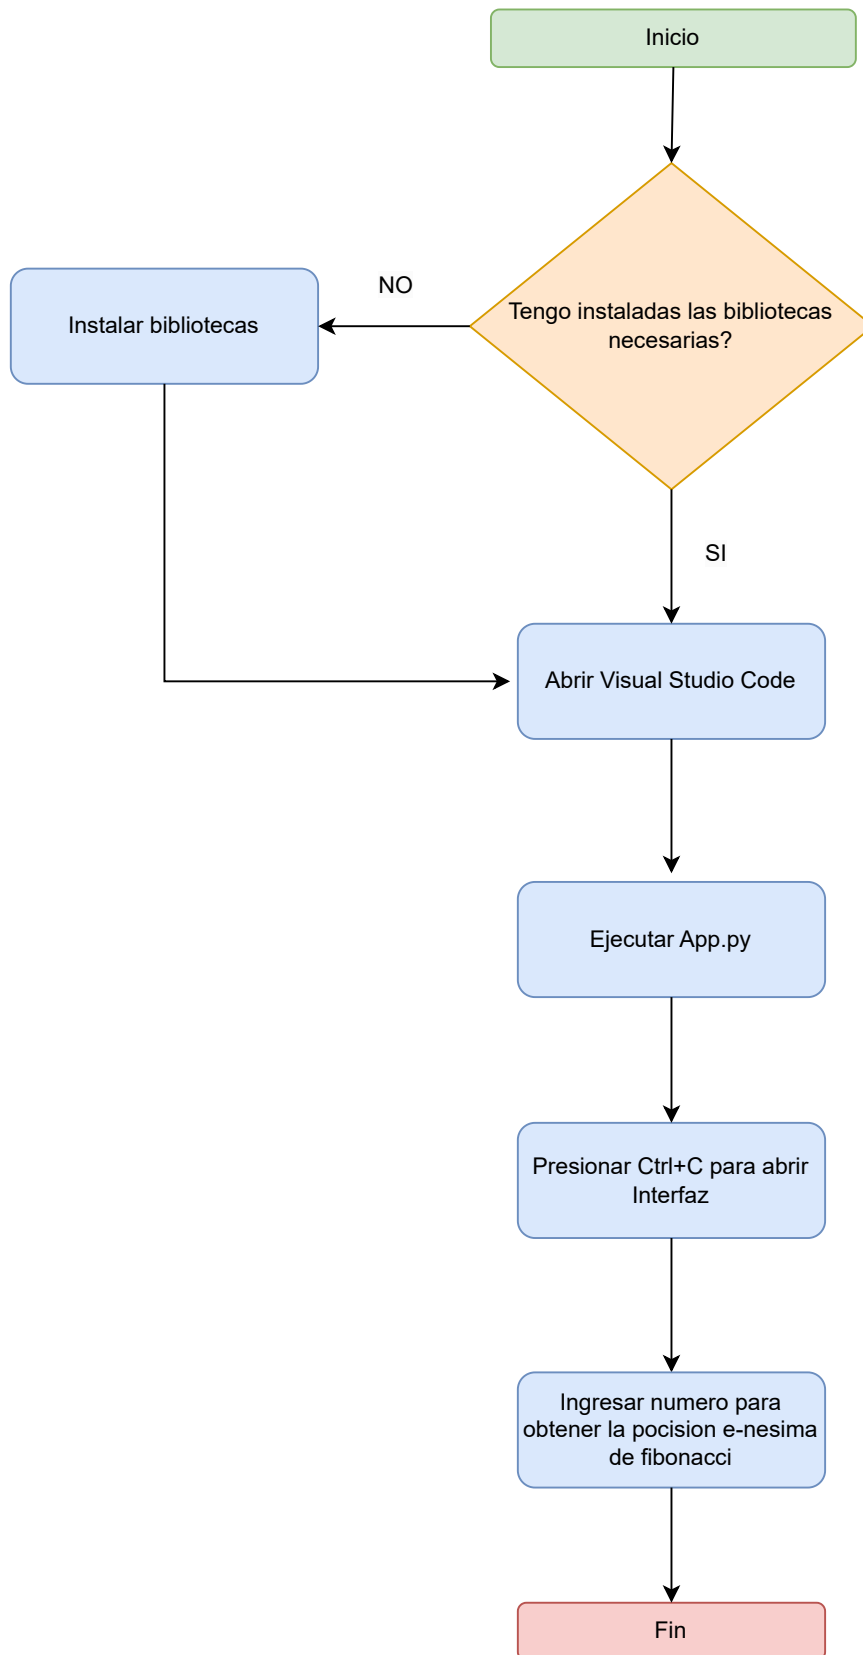 Inicio
Tengo instaladas las bibliotecas
necesarias?
NO
Instalar bibliotecas
SI
Abrir Visual Studio Code
Ejecutar App.py
Presionar Ctrl+C para abrir
Interfaz
Ingresar numero para
obtener la pocision e-nesima
de fibonacci
Fin